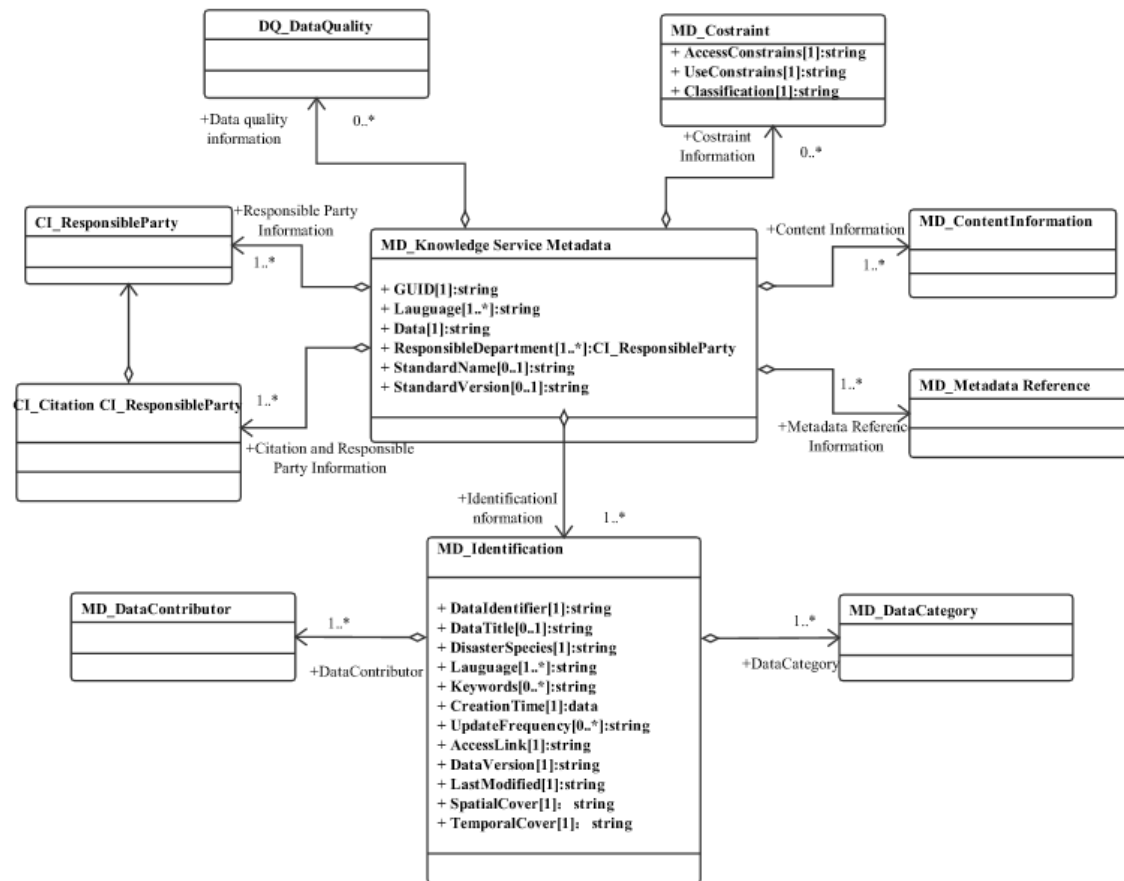 DQ_DataQuality
MD_Costraint
+ AccessConstrains[1]:string
+ UseConstrains[1]:string
+ Classification[1]:string
+Data quality
information
0..*
+Costraint
Information
0..*
CI_ResponsibleParty
+Responsible Party
Information
1..*
MD_Knowledge Service Metadata
+ GUID[1]:string
+ Lauguage[1..*]:string
+ Data[1]:string
+ ResponsibleDepartment[1..*]:CI_ResponsibleParty
+ StandardName[0..1]:string
+ StandardVersion[0..1]:string
+Content Information
1..*
MD_ContentInformation
CI_Citation CI_ResponsibleParty
1..*
+Citation and Responsible
Party Information
1..*
MD_Metadata Reference
+Metadata Referenc
Information
+IdentificationI
nformation
1..*
MD_Identification
+ DataIdentifier[1]:string
+ DataTitle[0..1]:string
+ DisasterSpecies[1]:string
+ Lauguage[1..*]:string
+ Keywords[0..*]:string
+ CreationTime[1]:data
+ UpdateFrequency[0..*]:string
+ AccessLink[1]:string
+ DataVersion[1]:string
+ LastModified[1]:string
+ SpatialCover[1]：string
+ TemporalCover[1]：string
MD_DataContributor
1..*
+DataContributor
1..*
+DataCategory
MD_DataCategory